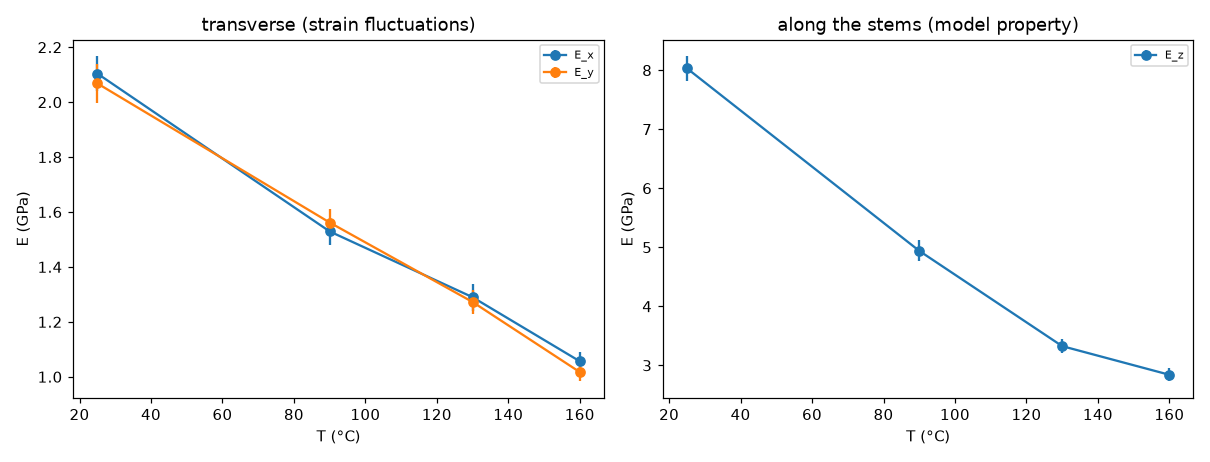 transverse (strain fluctuations)
E_x
E_y
2.2
2.0
1.8
1.6
1.4
1.2
1.0
E (GPa)
20 40 60 80 100 120 140 160
T (°C)
along the stems (model property)
E_z
8
7
6
5
4
3
E (GPa)
20 40 60 80 100 120 140 160
T (°C)